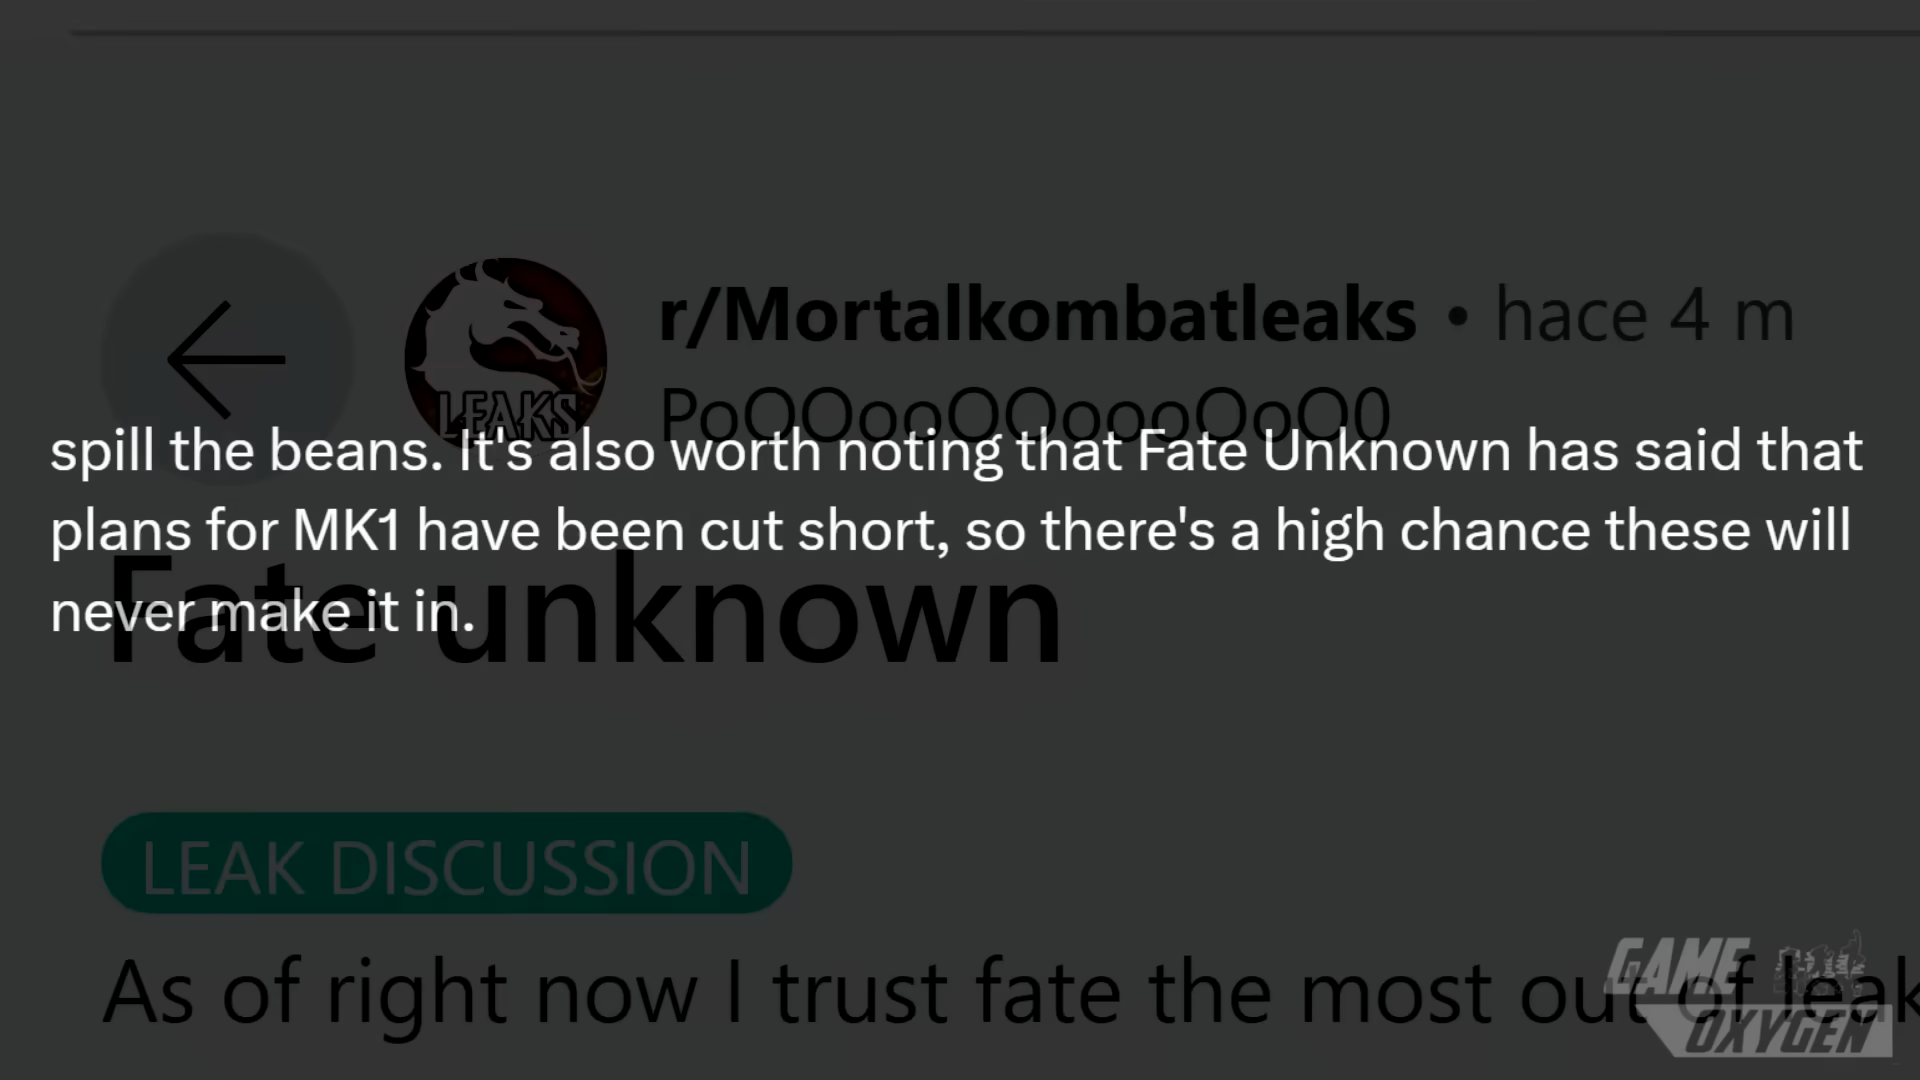 r/Mortalkombatleaks • hace 4 m
LEAKS
PoOOooOOoooOoO0
spill the beans. It's also worth noting that Fate Unknown has said that
plans for MK1 have been cut short, so there's a high chance these will
never make it in.
Fate unknown
LEAK DISCUSSION
As of right now I trust fate the most out of leak
GAME
OXYGEN